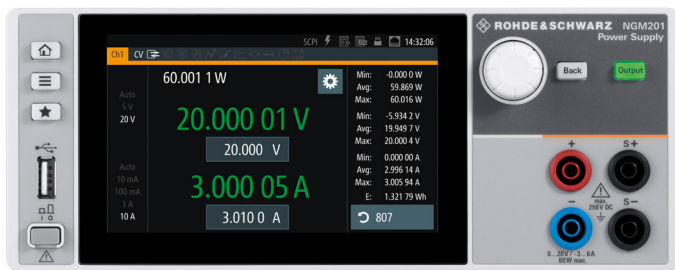 SCPI 14:32:06
ROHDE&SCHWARZ NGM201
Power Supply
Ch1 CV
60.001 1 W
Auto
5 V
20 V
20.000 01 V
20.000 V
Auto
10 mA
100 mA
1 A
10 A
3.000 05 A
3.010 0 A
Min: -0.000 0 W
Avg: 59.869 W
Max: 60.016 W
Min: -5.934 2 V
Avg: 19.949 7 V
Max: 20.000 4 V
Min: 0.000 00 A
Avg: 2.996 14 A
Max: 3.005 94 A
E: 1.321 79 Wh
807
Back
Output
+ S+
max.
250V DC
- S-
0...20V / -3...6A
60W max.